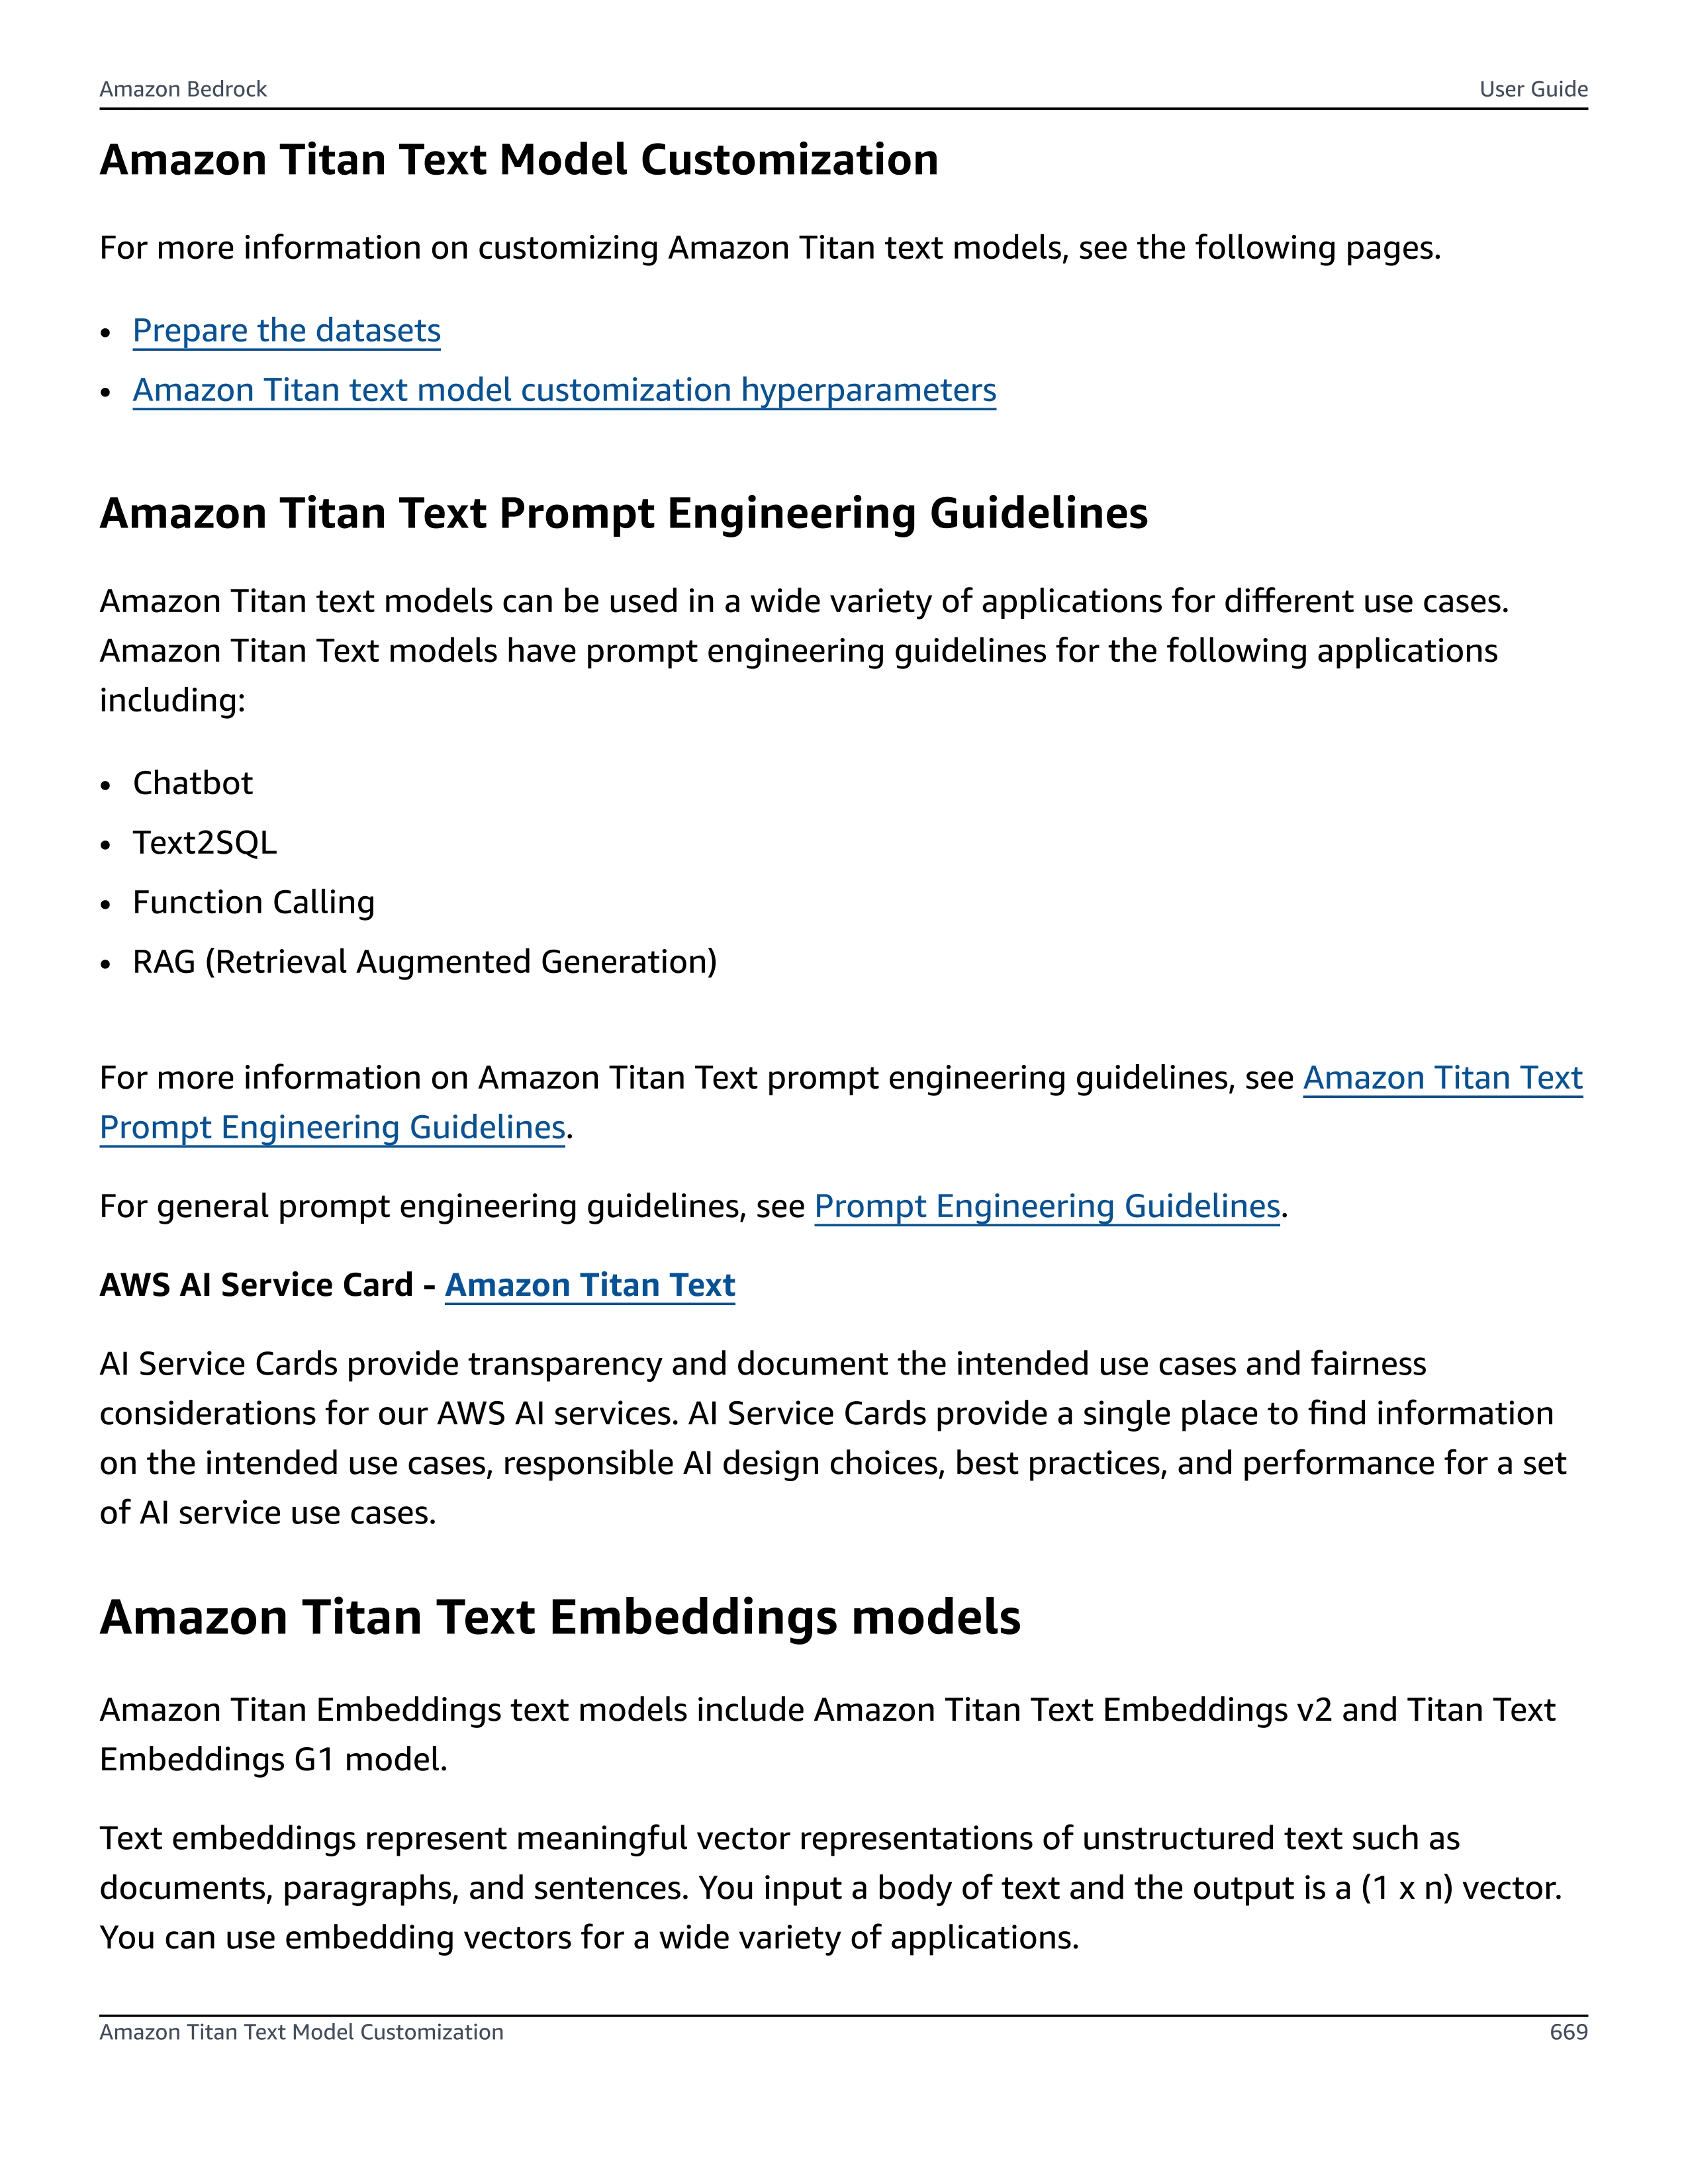 Amazon Bedrock
User Guide
Amazon Titan Text Model Customization
For more information on customizing Amazon Titan text models, see the following pages.
• Prepare the datasets
• Amazon Titan text model customization hyperparameters
Amazon Titan Text Prompt Engineering Guidelines
Amazon Titan text models can be used in a wide variety of applications for different use cases.
Amazon Titan Text models have prompt engineering guidelines for the following applications
including:
• Chatbot
• Text2SQL
• Function Calling
• RAG (Retrieval Augmented Generation)
For more information on Amazon Titan Text prompt engineering guidelines, see Amazon Titan Text
Prompt Engineering Guidelines.
For general prompt engineering guidelines, see Prompt Engineering Guidelines.
AWS AI Service Card - Amazon Titan Text
AI Service Cards provide transparency and document the intended use cases and fairness
considerations for our AWS AI services. AI Service Cards provide a single place to find information
on the intended use cases, responsible AI design choices, best practices, and performance for a set
of AI service use cases.
Amazon Titan Text Embeddings models
Amazon Titan Embeddings text models include Amazon Titan Text Embeddings v2 and Titan Text
Embeddings G1 model.
Text embeddings represent meaningful vector representations of unstructured text such as
documents, paragraphs, and sentences. You input a body of text and the output is a (1 x n) vector.
You can use embedding vectors for a wide variety of applications.
Amazon Titan Text Model Customization
669